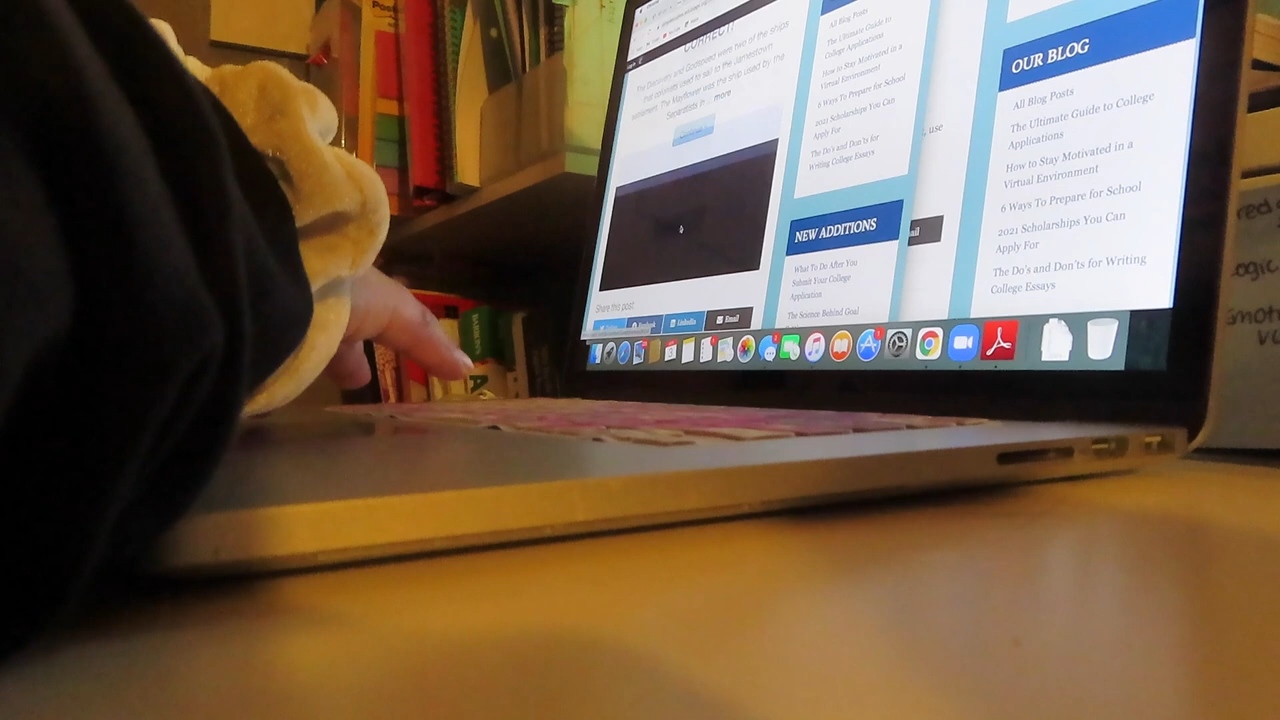 CORRECT!
The Discovery and Godspeed were two of the ships
that colonists used to sail to the Jamestown
settlement. The Mayflower was the ship used by the
Separatists in ... more
Share this post
Facebook
LinkedIn
Email
All Blog Posts
The Ultimate Guide to
College Applications
How to Stay Motivated in a
Virtual Environment
6 Ways To Prepare for School
2021 Scholarships You Can
Apply For
The Do's and Don'ts for
Writing College Essays
NEW ADDITIONS
What To Do After You
Submit Your College
Application
The Science Behind Goal
, use
ail
OUR BLOG
All Blog Posts
The Ultimate Guide to College
Applications
How to Stay Motivated in a
Virtual Environment
6 Ways To Prepare for School
2021 Scholarships You Can
Apply For
The Do's and Don'ts for Writing
College Essays